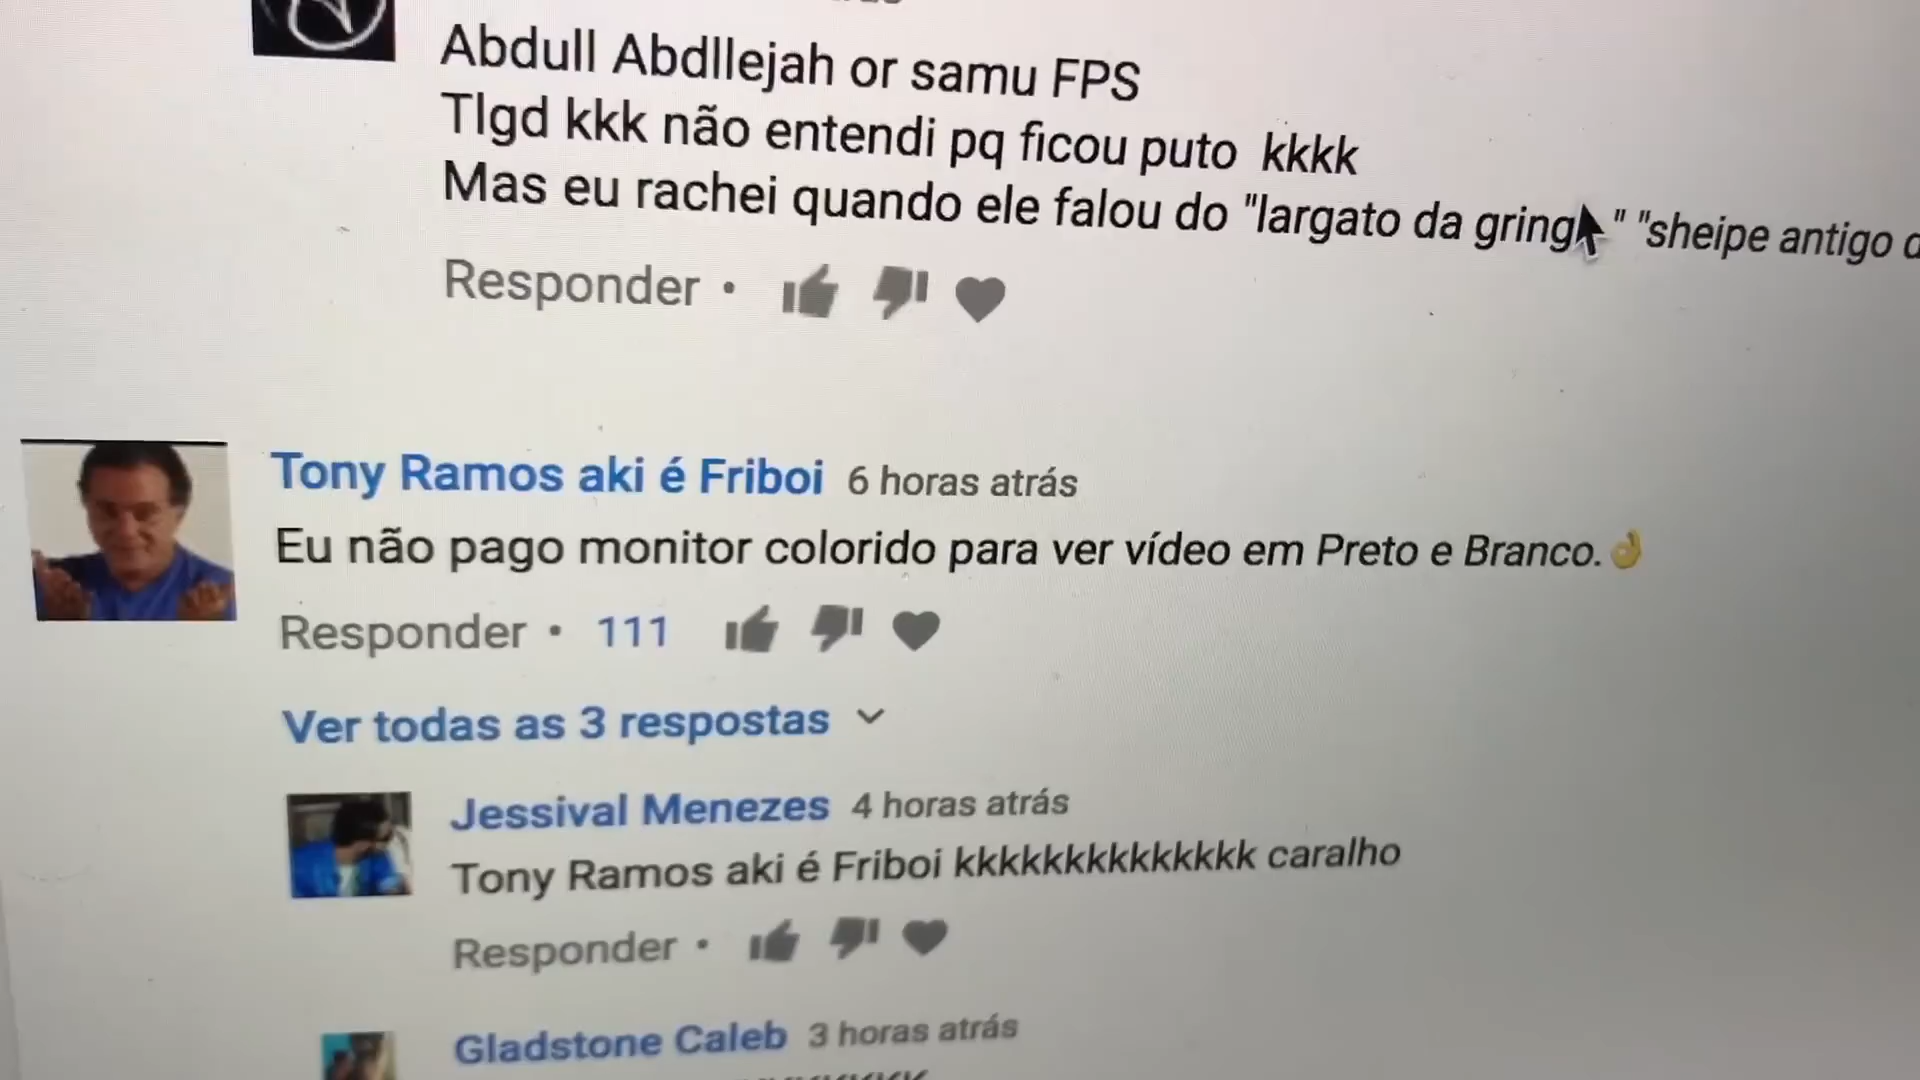 Abdull Abdllejah or samu FPS
Tlgd kkk não entendi pq ficou puto kkkk
Mas eu rachei quando ele falou do "largato da gring " "sheipe antigo
Responder •
Tony Ramos aki é Friboi 6 horas atrás
Eu não pago monitor colorido para ver vídeo em Preto e Branco.👌
Responder • 111
Ver todas as 3 respostas
Jessival Menezes 4 horas atrás
Tony Ramos aki é Friboi kkkkkkkkkkkkkk caralho
Responder •
Gladstone Caleb 3 horas atrás